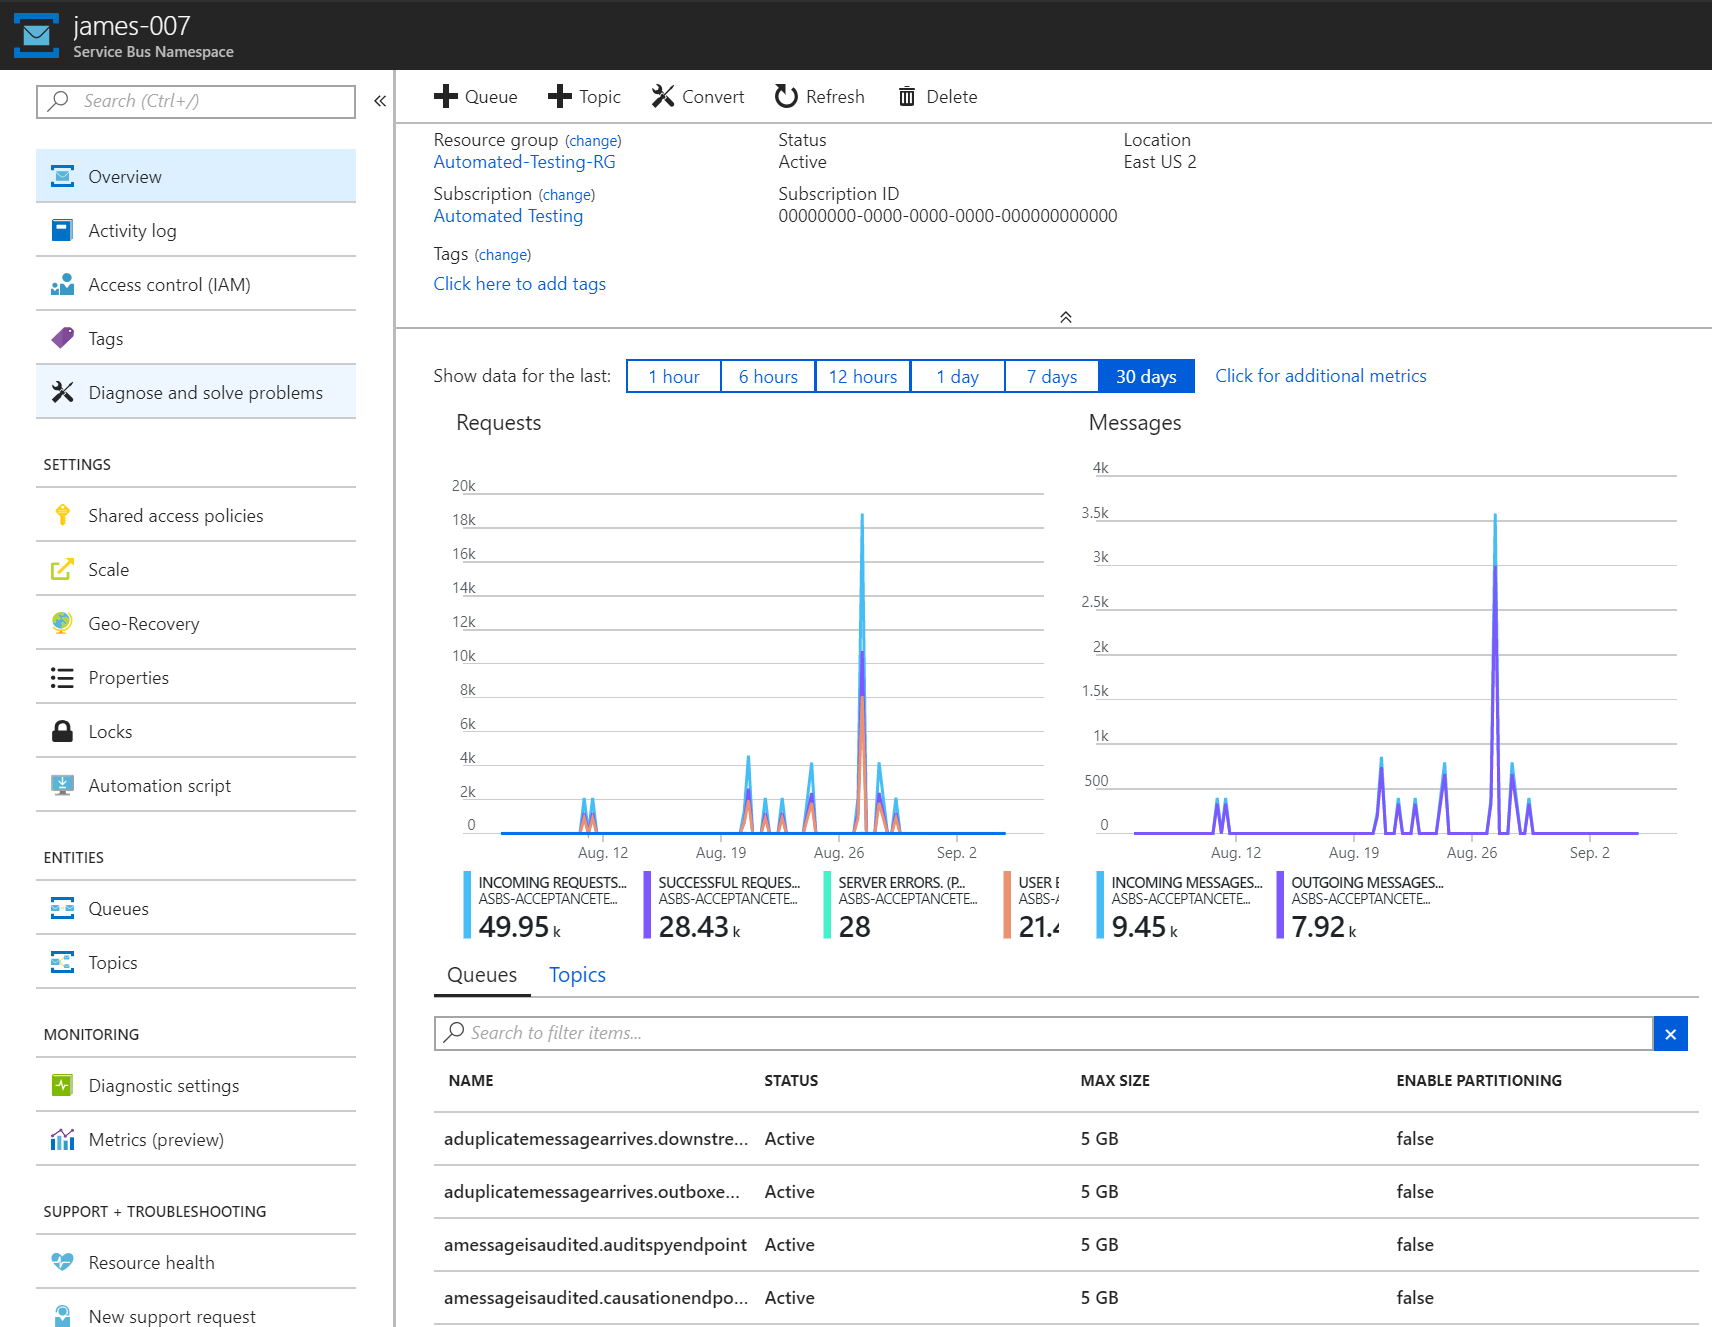 james-007
Service Bus Namespace
Search (Ctrl+/)
Overview
Activity log
Access control (IAM)
Tags
Diagnose and solve problems
SETTINGS
Shared access policies
Scale
Geo-Recovery
Properties
Locks
Automation script
ENTITIES
Queues
Topics
MONITORING
Diagnostic settings
Metrics (preview)
SUPPORT + TROUBLESHOOTING
Resource health
New support request
Queue Topic Convert Refresh Delete
Resource group (change) Status Location
Automated-Testing-RG Active East US 2
Subscription (change) Subscription ID
Automated Testing 00000000-0000-0000-0000-000000000000
Tags (change)
Click here to add tags
Show data for the last: 1 hour 6 hours 12 hours 1 day 7 days 30 days Click for additional metrics
Requests
20k
18k
16k
14k
12k
10k
8k
6k
4k
2k
0
Aug. 12 Aug. 19 Aug. 26 Sep. 2
INCOMING REQUESTS... SUCCESSFUL REQUES... SERVER ERRORS. (P... USER
ASBS-ACCEPTANCETE... ASBS-ACCEPTANCETE... ASBS-ACCEPTANCETE... ASBS-
49.95 k 28.43 k 28 21.4
Messages
4k
3.5k
3k
2.5k
2k
1.5k
1k
500
0
Aug. 12 Aug. 19 Aug. 26 Sep. 2
INCOMING MESSAGES... OUTGOING MESSAGES...
ASBS-ACCEPTANCETE... ASBS-ACCEPTANCETE...
9.45 k 7.92 k
Queues Topics
Search to filter items...
NAME STATUS MAX SIZE ENABLE PARTITIONING
aduplicatemessagearrives.downstre... Active 5 GB false
aduplicatemessagearrives.outboxe... Active 5 GB false
amessageisaudited.auditspyendpoint Active 5 GB false
amessageisaudited.causationendpo... Active 5 GB false